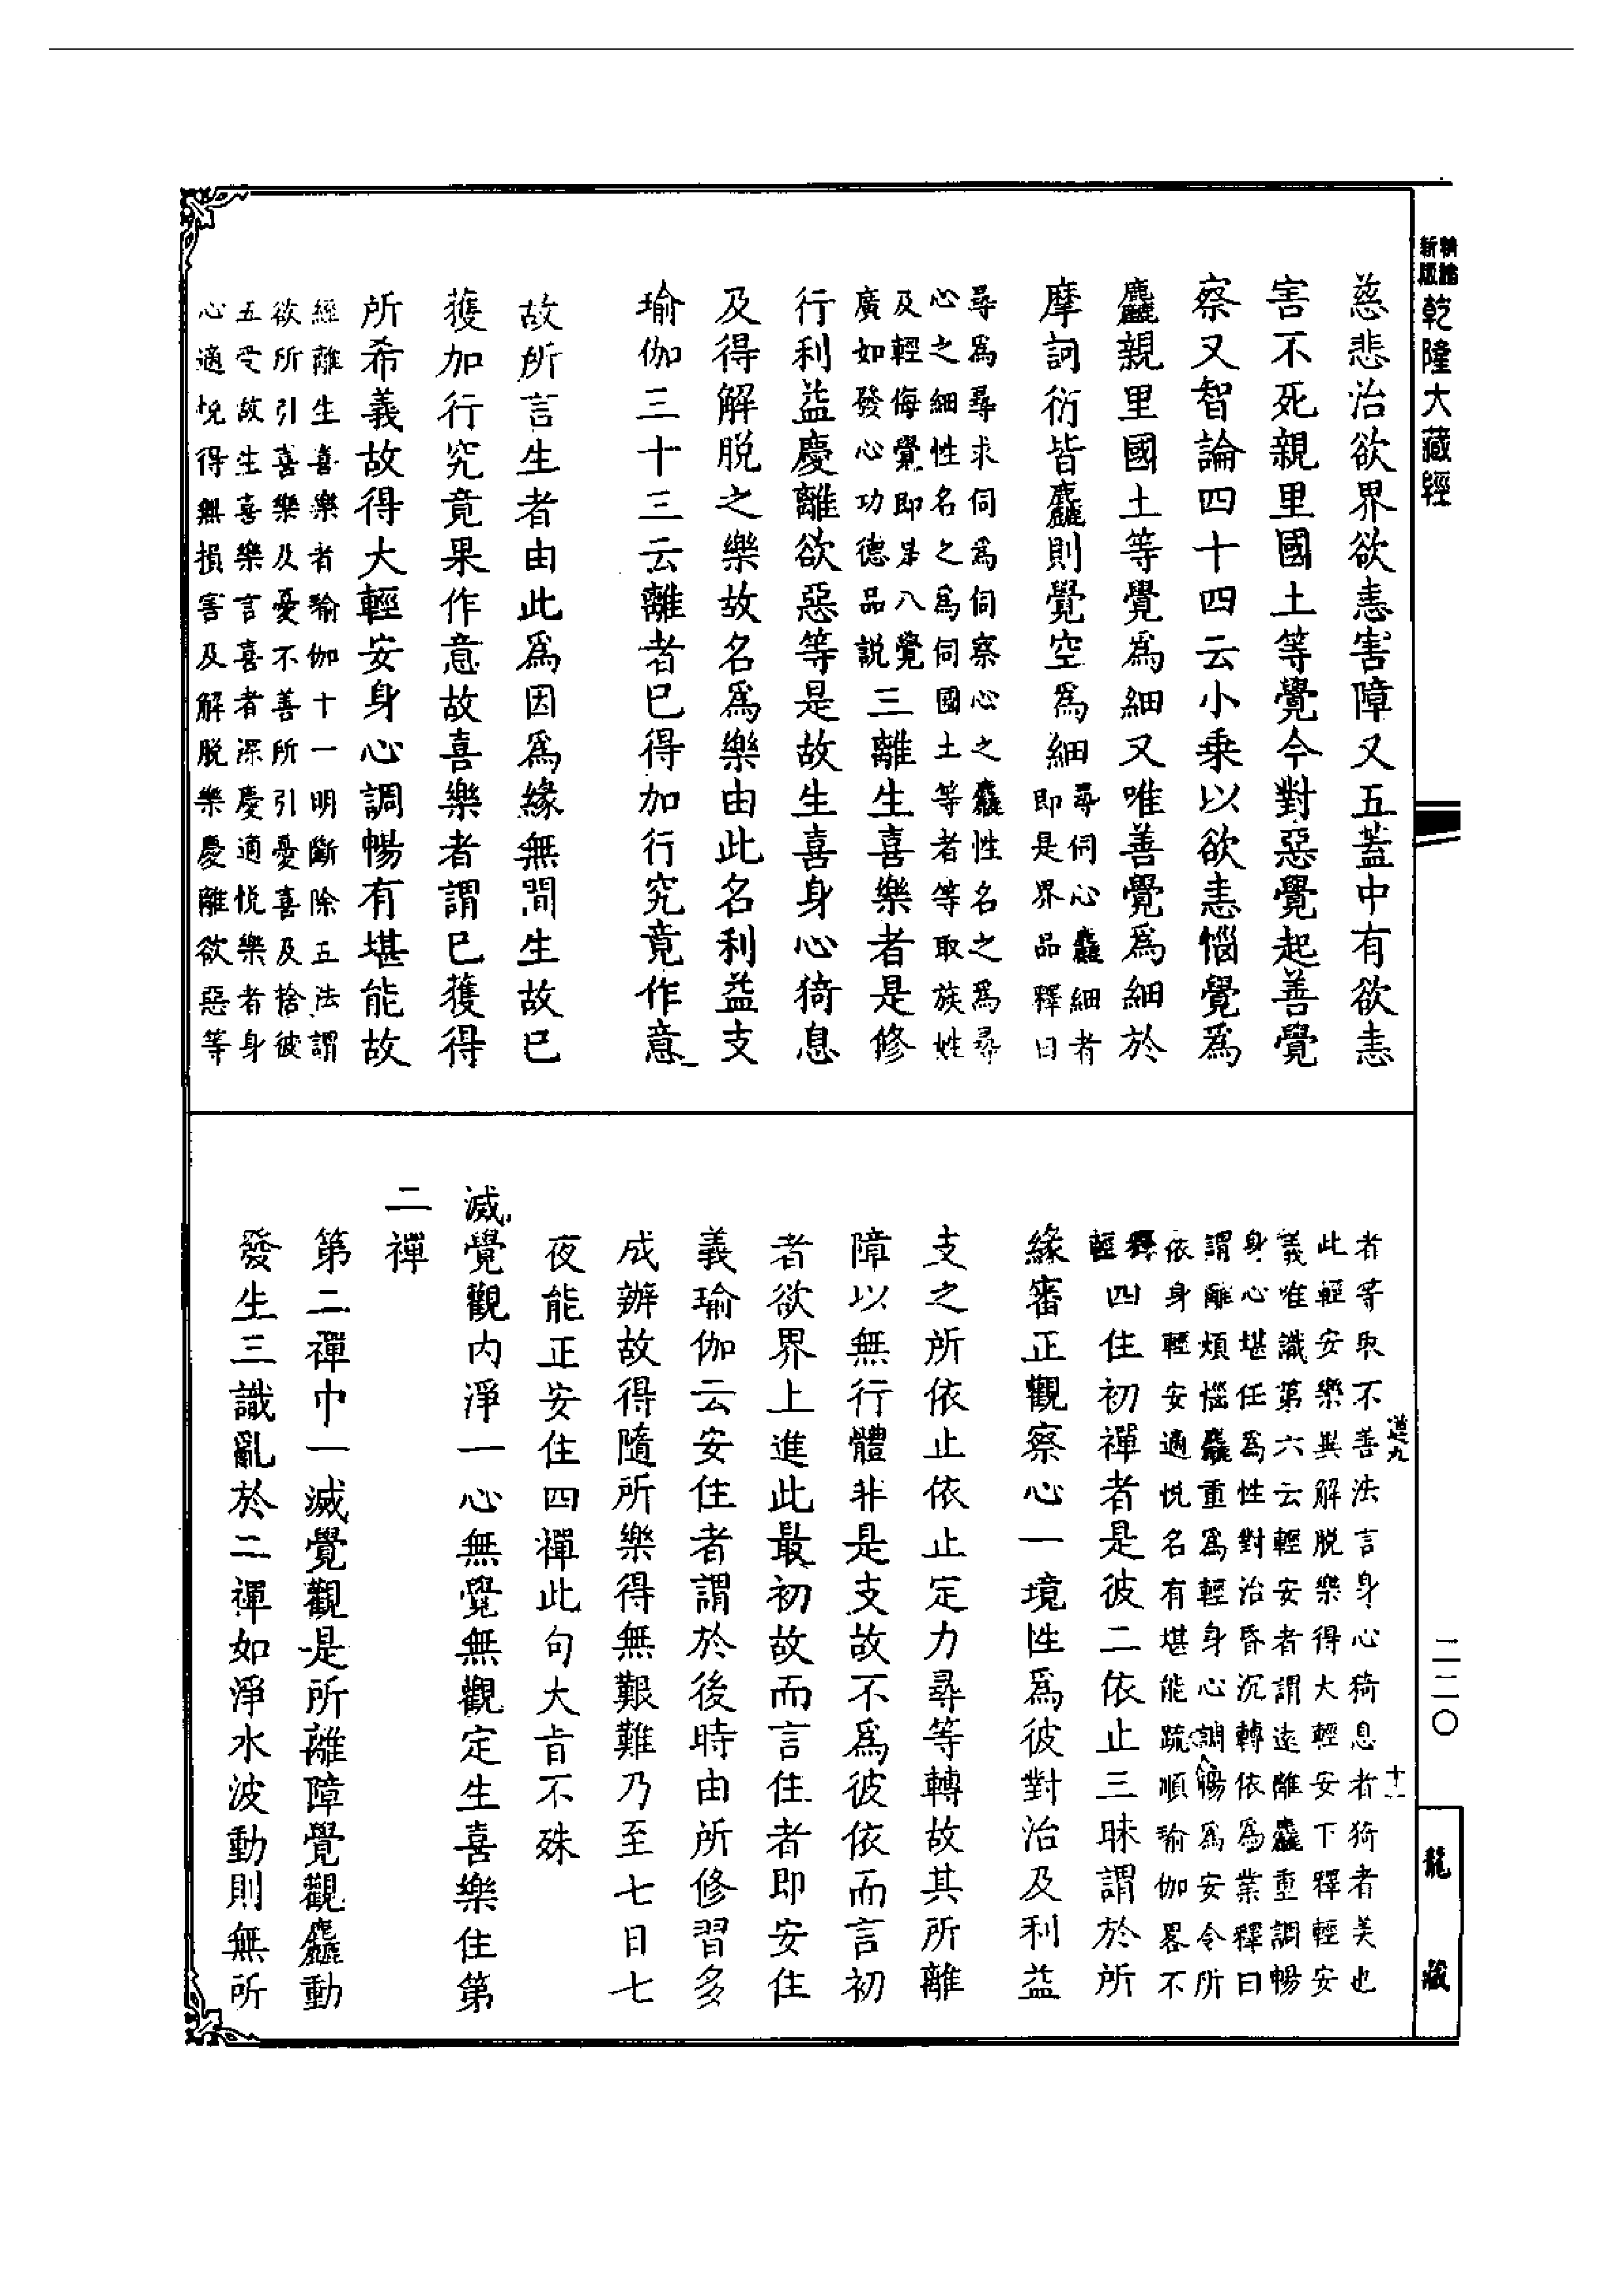 新版
精繪
乾隆大藏經
慈悲治欲界欲恚害障又五蓋中有欲恚
害不死親里國土等覺今對惡覺起善覺
察又智論四十四云小乘以欲恚惱覺爲
麤親里國土等覺爲細又唯善覺爲細於
摩訶衍皆麤則覺空爲細
尋伺心麤細者
即是界品釋曰
尋爲尋求伺爲伺察心之麤性名之爲尋
心之細性名之爲伺國土等者等取族姓
及輕侮覺即是八覺
廣如發心功德品説
三離生喜樂者是修
行利益慶離欲惡等是故生喜身心猗息
及得解脱之樂故名爲樂由此名利益支
瑜伽三十三云離者已得加行究竟作意
故所言生者由此爲因爲緣無間生故已
獲加行究竟果作意故喜樂者謂已獲得
所希義故得大輕安身心調暢有堪能故
經離生喜樂者瑜伽十一明斷除五法謂
欲所引喜樂及憂不善所引憂喜及捨彼
五受故生喜樂言喜者深慶適悦樂者身
心適悦得無損害及解脱樂慶離欲惡等
道九
十一
者等取不善法言身心猗息者猗者美也
此輕安樂與解脱樂得大輕安下釋輕安
義唯識第六云輕安者謂遠離麤重調暢
身心堪任爲性對治昏沉轉依爲業釋曰
謂離煩惱麤重爲輕身心調暢爲安令所
依身輕安適悦名有堪能疏順瑜伽畧不
釋
輕
四住初禪者是彼二依止三昧謂於所
緣審正觀察心一境性爲彼對治及利益
支之所依止依止定力尋等轉故其所離
障以無行體非是支故不爲彼依而言初
者欲界上進此最初故而言住者即安住
義瑜伽云安住者謂於後時由所修習多
成辦故得隨所樂得無艱難乃至七日七
夜能正安住四禪此句大旨不殊
滅覺觀内淨一心無覺無觀定生喜樂住第
二禪
第二禪中一滅覺觀是所離障覺觀麤動
發生三識亂於二禪如淨水波動則無所
二二〇
龍藏